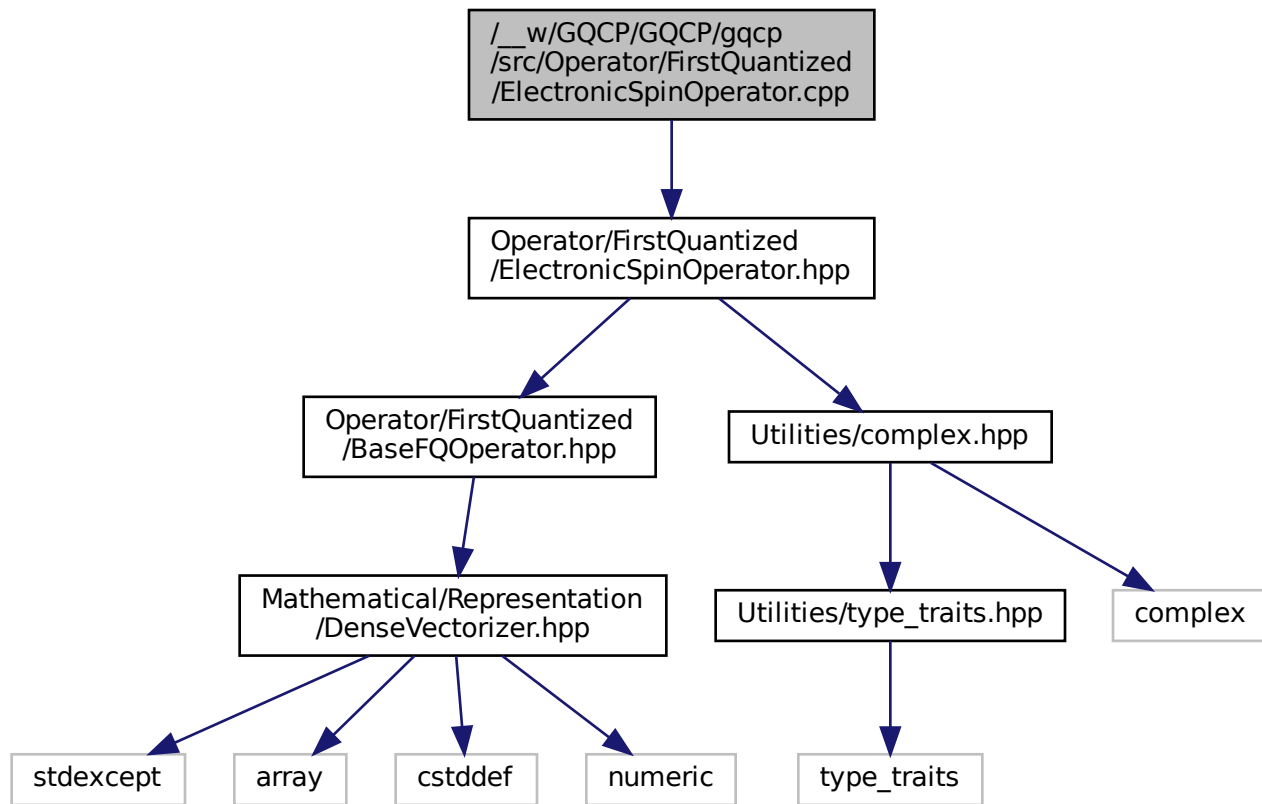 /__w/GQCP/GQCP/gqcp
/src/Operator/FirstQuantized
/ElectronicSpinOperator.cpp
Operator/FirstQuantized
/ElectronicSpinOperator.hpp
Operator/FirstQuantized
/BaseFQOperator.hpp
Utilities/complex.hpp
Mathematical/Representation
/DenseVectorizer.hpp
Utilities/type_traits.hpp
complex
stdexcept
array
cstddef
numeric
type_traits